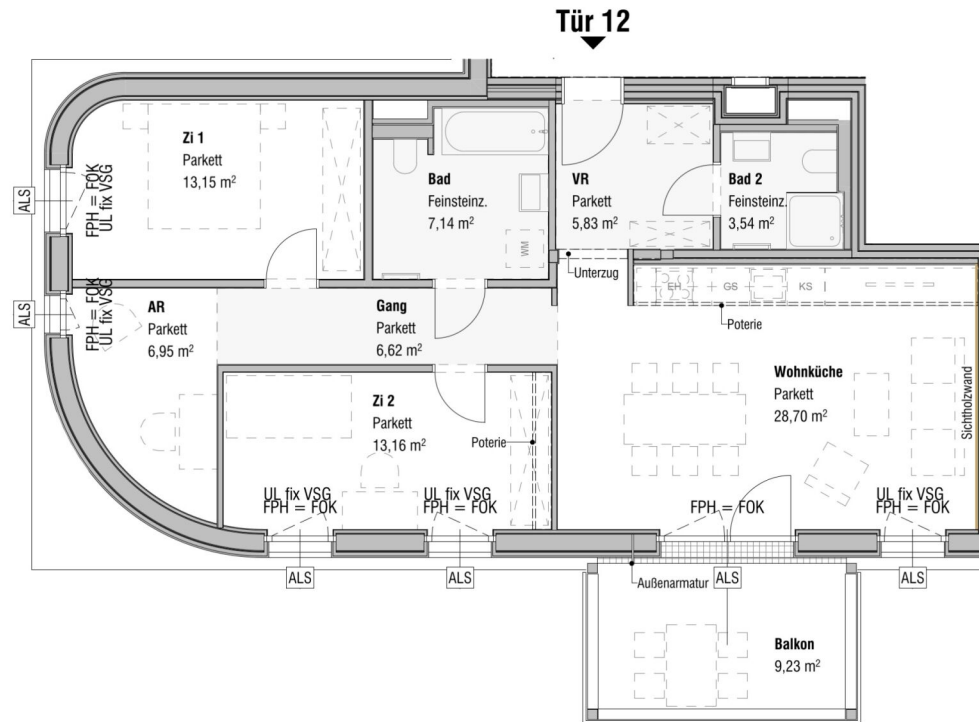 Tür 12
Zi 1
Parkett
13,15 m²
ALS
FPH = FOK
UL fix VSG
Bad
Feinsteinz.
7,14 m²
WM
VR
Parkett
5,83 m²
Bad 2
Feinsteinz.
3,54 m²
Unterzug
EH
GS
KS
Poterie
ALS
FPH = FOK
UL fix VSG
AR
Parkett
6,95 m²
Gang
Parkett
6,62 m²
Wohnküche
Parkett
28,70 m²
Sichtholzwand
Zi 2
Parkett
13,16 m²
Poterie
UL fix VSG
FPH = FOK
UL fix VSG
FPH = FOK
FPH = FOK
UL fix VSG
FPH = FOK
ALS
ALS
Außenarmatur
ALS
ALS
Balkon
9,23 m²